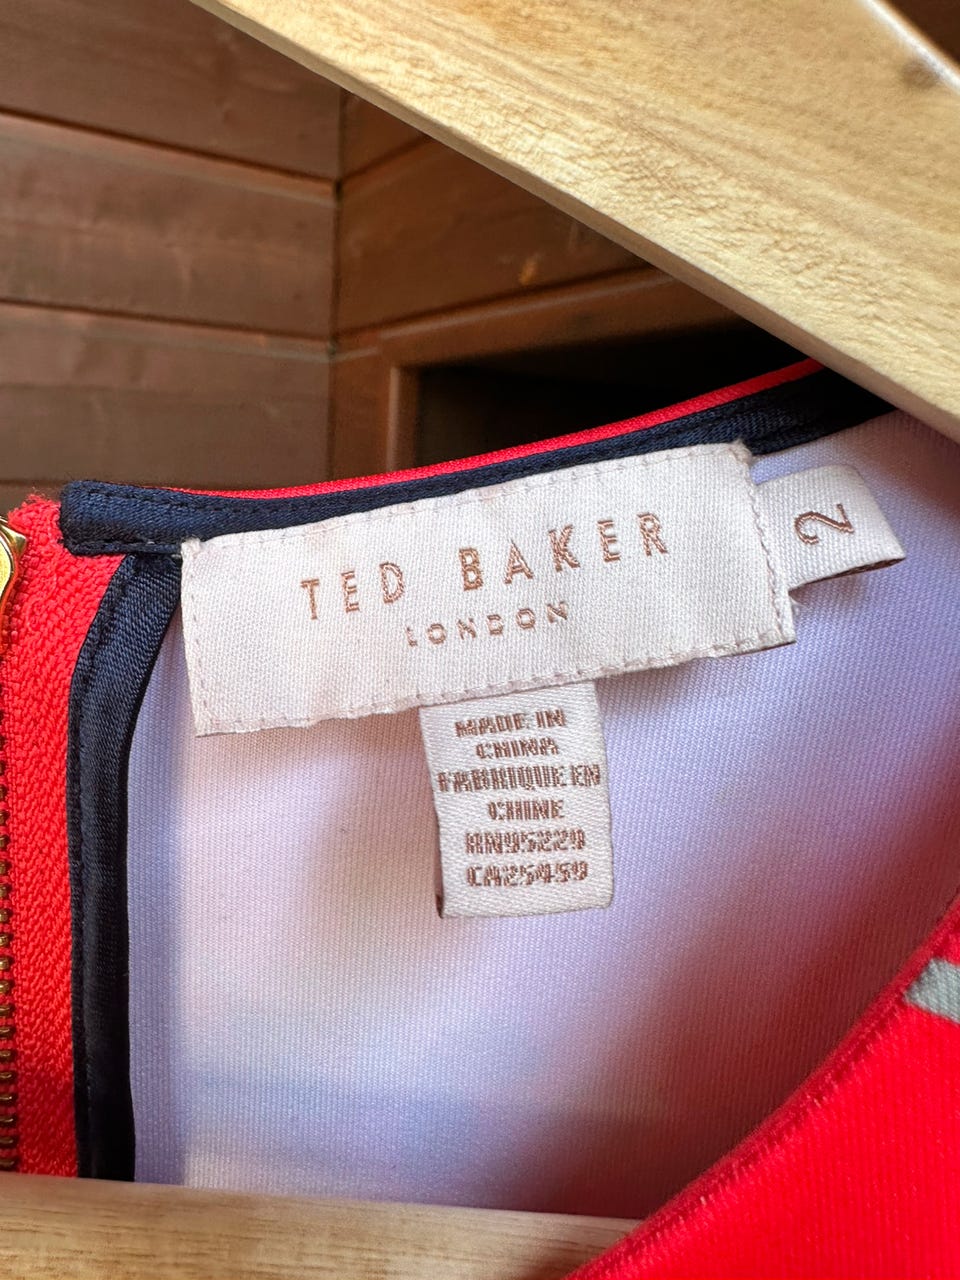 TED BAKER
LONDON
2
MADE IN
CHINA
FABRIQUE EN
CHINE
RN95229
CA25459